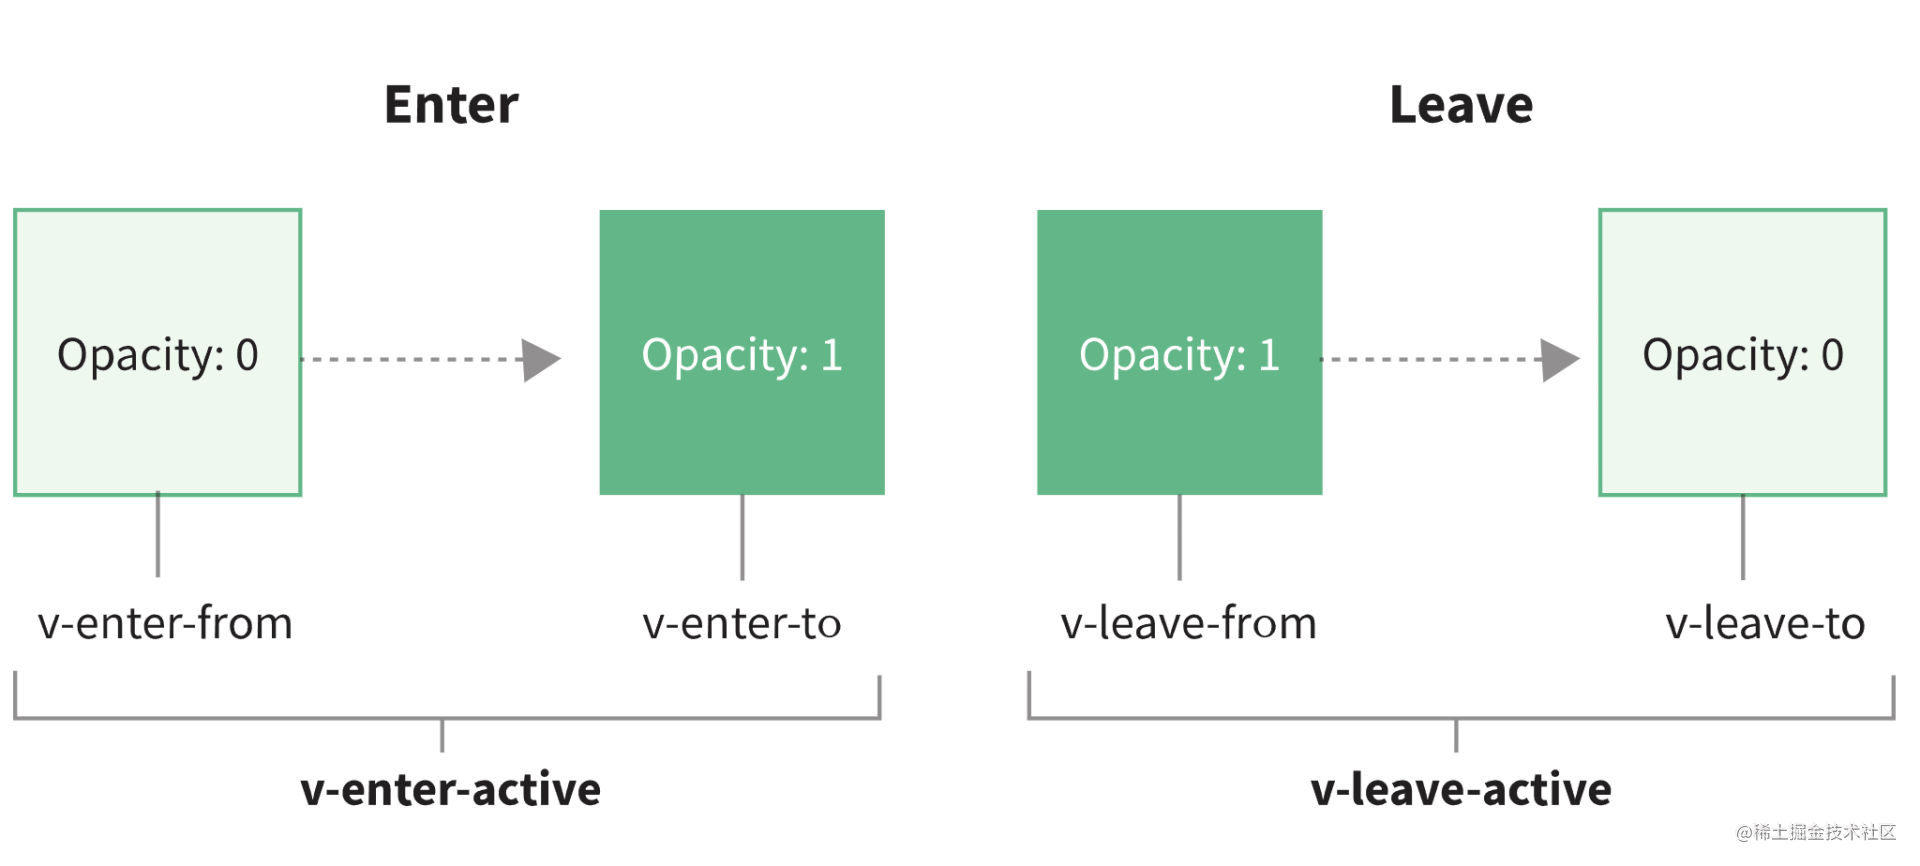 Enter
Leave
Opacity: 0
Opacity: 1
Opacity: 1
Opacity: 0
v-enter-from
v-enter-to
v-leave-from
v-leave-to
v-enter-active
v-leave-active
@稀土掘金技术社区